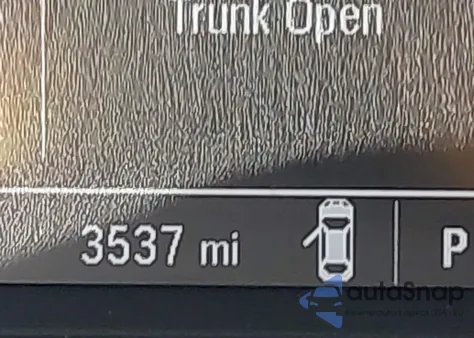 Trunk Open
3537 mi
P
autoSnap